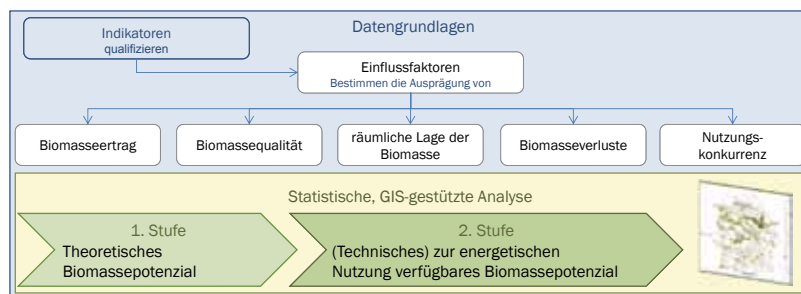 Datengrundlagen
Indikatoren
qualifizieren
Einflussfaktoren
Bestimmen die Ausprägung von
Biomasseertrag
Biomassequalität
räumliche Lage der
Biomasse
Biomasseverluste
Nutzungs-
konkurrenz
Statistische, GIS-gestützte Analyse
1. Stufe
Theoretisches
Biomassepotenzial
2. Stufe
(Technisches) zur energetischen
Nutzung verfügbares Biomassepotenzial